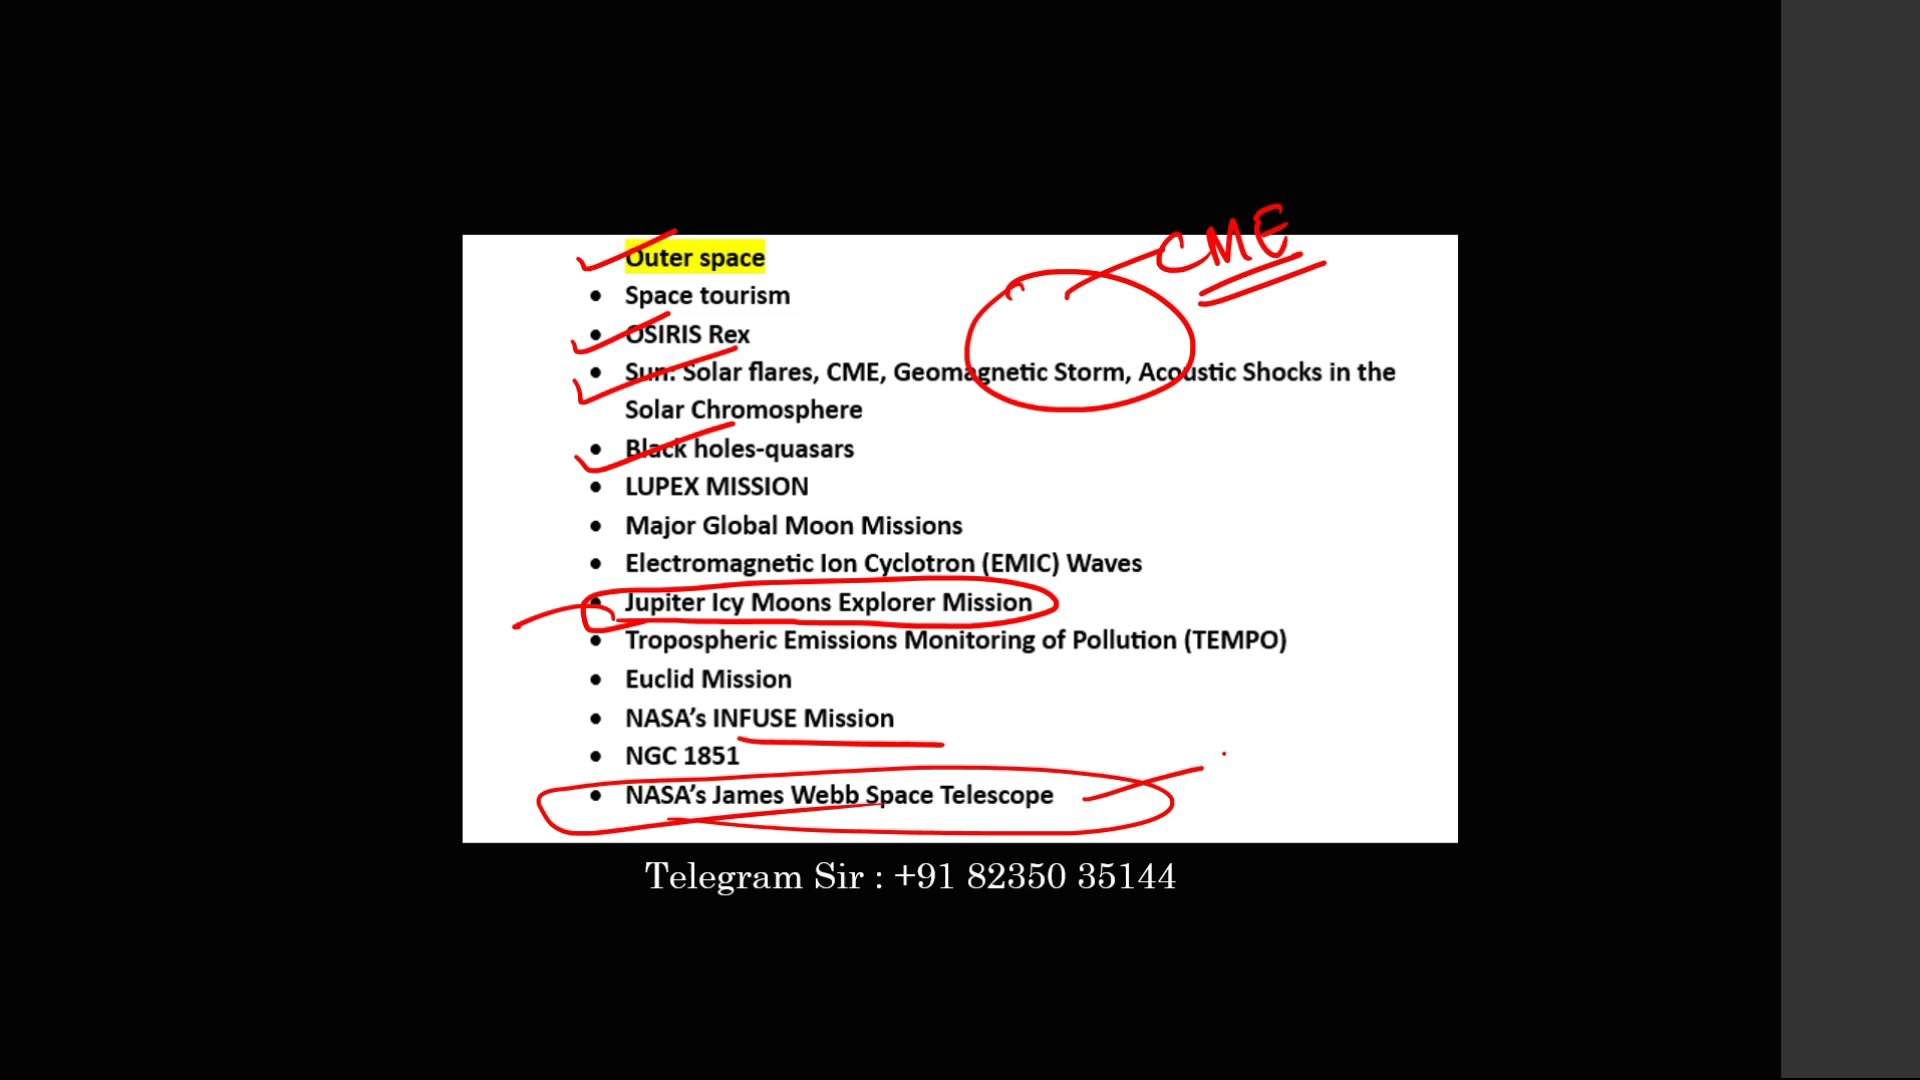 CME
Outer space
• Space tourism
• OSIRIS Rex
• Sun: Solar flares, CME, Geomagnetic Storm, Acoustic Shocks in the
Solar Chromosphere
• Black holes-quasars
• LUPEX MISSION
• Major Global Moon Missions
• Electromagnetic Ion Cyclotron (EMIC) Waves
• Jupiter Icy Moons Explorer Mission
• Tropospheric Emissions Monitoring of Pollution (TEMPO)
• Euclid Mission
• NASA’s INFUSE Mission
• NGC 1851
• NASA’s James Webb Space Telescope
Telegram Sir : +91 82350 35144